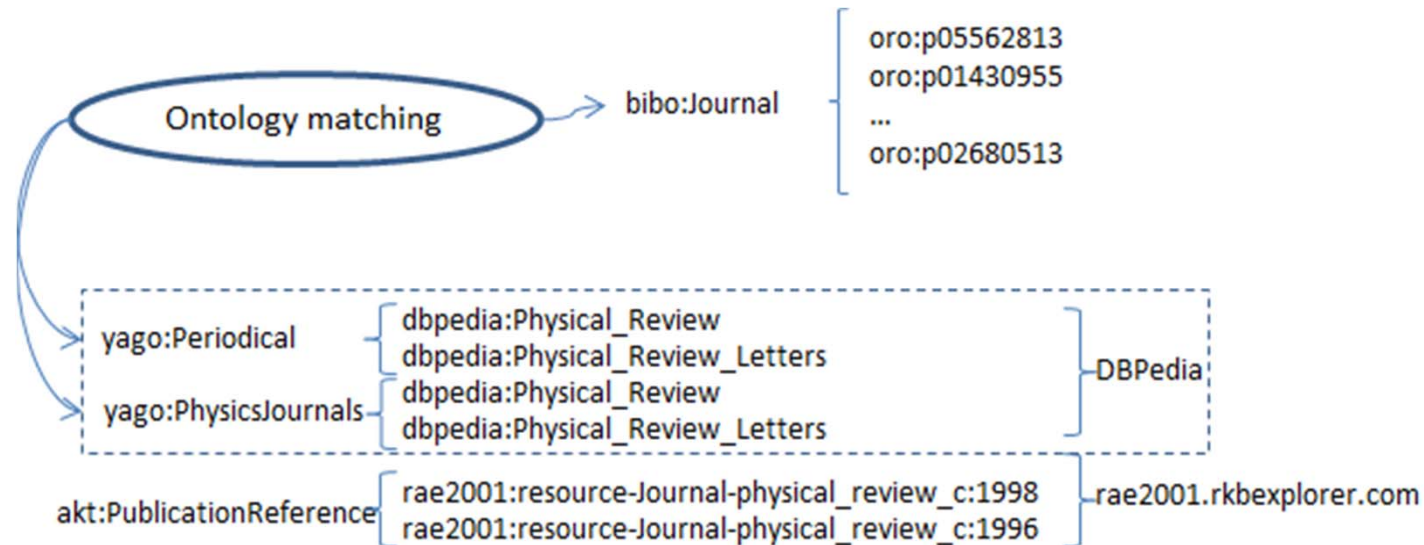 Ontology matching
bibo:Journal
oro:p05562813
oro:p01430955
...
oro:p02680513
yago:Periodical
dbpedia:Physical_Review
dbpedia:Physical_Review_Letters
yago:PhysicsJournals
dbpedia:Physical_Review
dbpedia:Physical_Review_Letters
DBPedia
akt:PublicationReference
rae2001:resource-Journal-physical_review_c:1998
rae2001:resource-Journal-physical_review_c:1996
rae2001.rkbexplorer.com